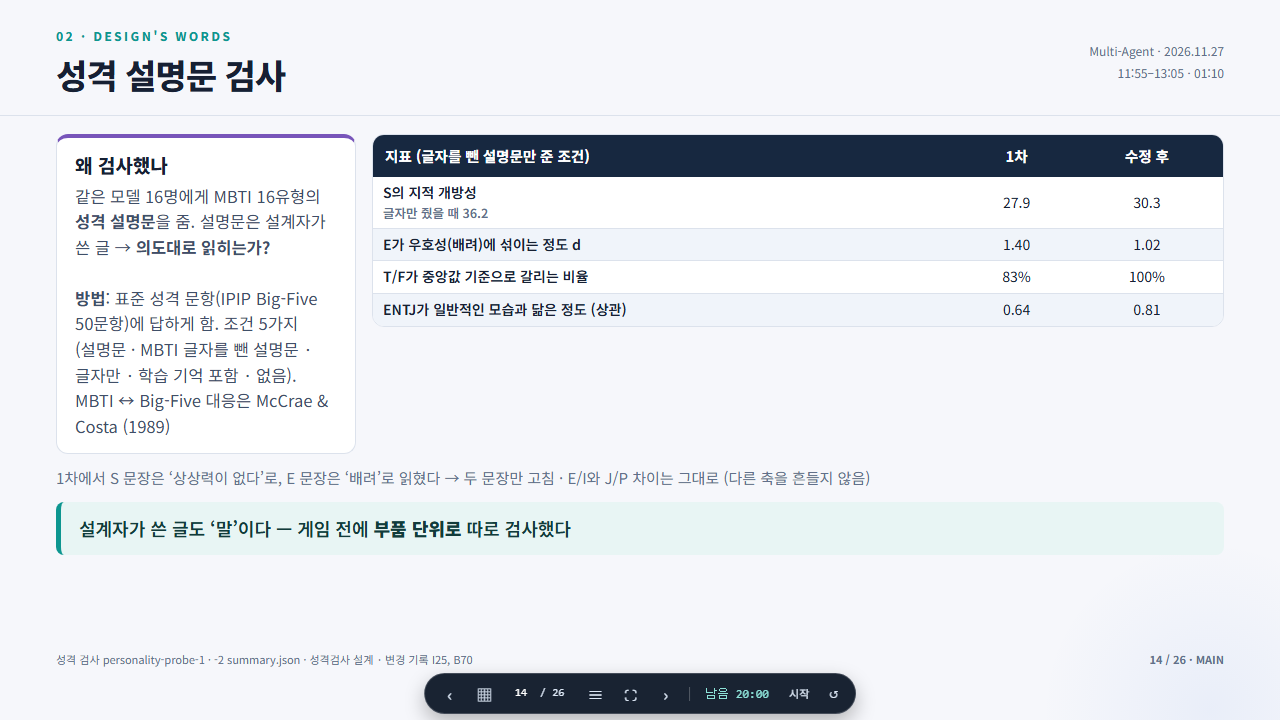 02 · DESIGN'S WORDS
성격 설명문 검사
Multi-Agent · 2026.11.27
11:55–13:05 · 01:10
왜 검사했나
같은 모델 16명에게 MBTI 16유형의
성격 설명문을 줌. 설명문은 설계자가
쓴 글 → 의도대로 읽히는가?
방법: 표준 성격 문항(IPIP Big-Five
50문항)에 답하게 함. 조건 5가지
(설명문 · MBTI 글자를 뺀 설명문 ·
글자만 · 학습 기억 포함 · 없음).
MBTI ↔ Big-Five 대응은 McCrae &
Costa (1989)
지표 (글자를 뺀 설명문만 준 조건) 1차 수정 후
S의 지적 개방성 27.9 30.3
글자만 줬을 때 36.2
E가 우호성(배려)에 섞이는 정도 d 1.40 1.02
T/F가 중앙값 기준으로 갈리는 비율 83% 100%
ENTJ가 일반적인 모습과 닮은 정도 (상관) 0.64 0.81
1차에서 S 문장은 ‘상상력이 없다’로, E 문장은 ‘배려’로 읽혔다 → 두 문장만 고침 · E/I와 J/P 차이는 그대로 (다른 축을 흔들지 않음)
설계자가 쓴 글도 ‘말’이다 — 게임 전에 부품 단위로 따로 검사했다
성격 검사 personality-probe-1 · -2 summary.json · 성격검사 설계 · 변경 기록 I25, B70
14 / 26 · MAIN
‹ 14 / 26 › 남음 20:00 시작 ↺